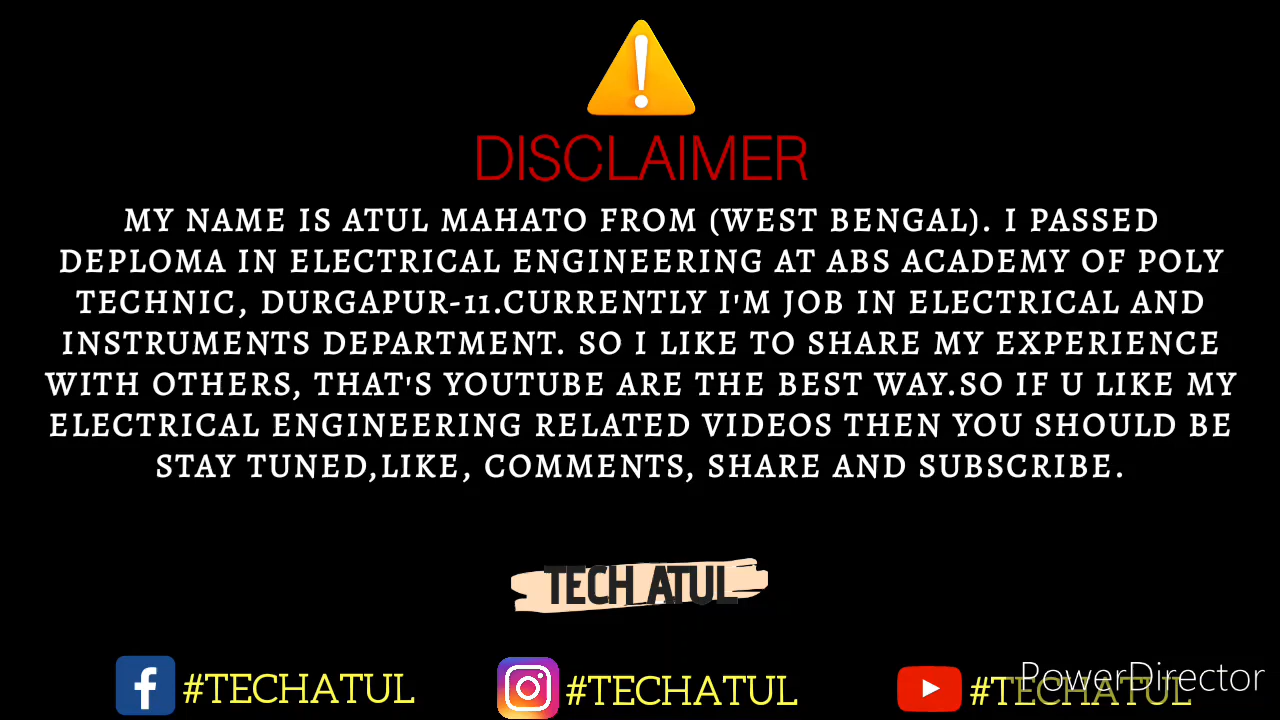 DISCLAIMER
MY NAME IS ATUL MAHATO FROM (WEST BENGAL). I PASSED
DEPLOMA IN ELECTRICAL ENGINEERING AT ABS ACADEMY OF POLY
TECHNIC, DURGAPUR-11.CURRENTLY I'M JOB IN ELECTRICAL AND
INSTRUMENTS DEPARTMENT. SO I LIKE TO SHARE MY EXPERIENCE
WITH OTHERS, THAT'S YOUTUBE ARE THE BEST WAY.SO IF U LIKE MY
ELECTRICAL ENGINEERING RELATED VIDEOS THEN YOU SHOULD BE
STAY TUNED,LIKE, COMMENTS, SHARE AND SUBSCRIBE.
TECH ATUL
#TECHATUL
#TECHATUL
#TECHATUL
PowerDirector